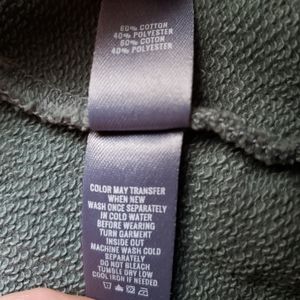 60% COTTON
40% POLYESTER
60% COTON
40% POLYESTER
COLOR MAY TRANSFER
WHEN NEW
WASH ONCE SEPARATELY
IN COLD WATER
BEFORE WEARING
TURN GARMENT
INSIDE OUT
MACHINE WASH COLD
SEPARATELY
DO NOT BLEACH
TUMBLE DRY LOW
COOL IRON IF NEEDED